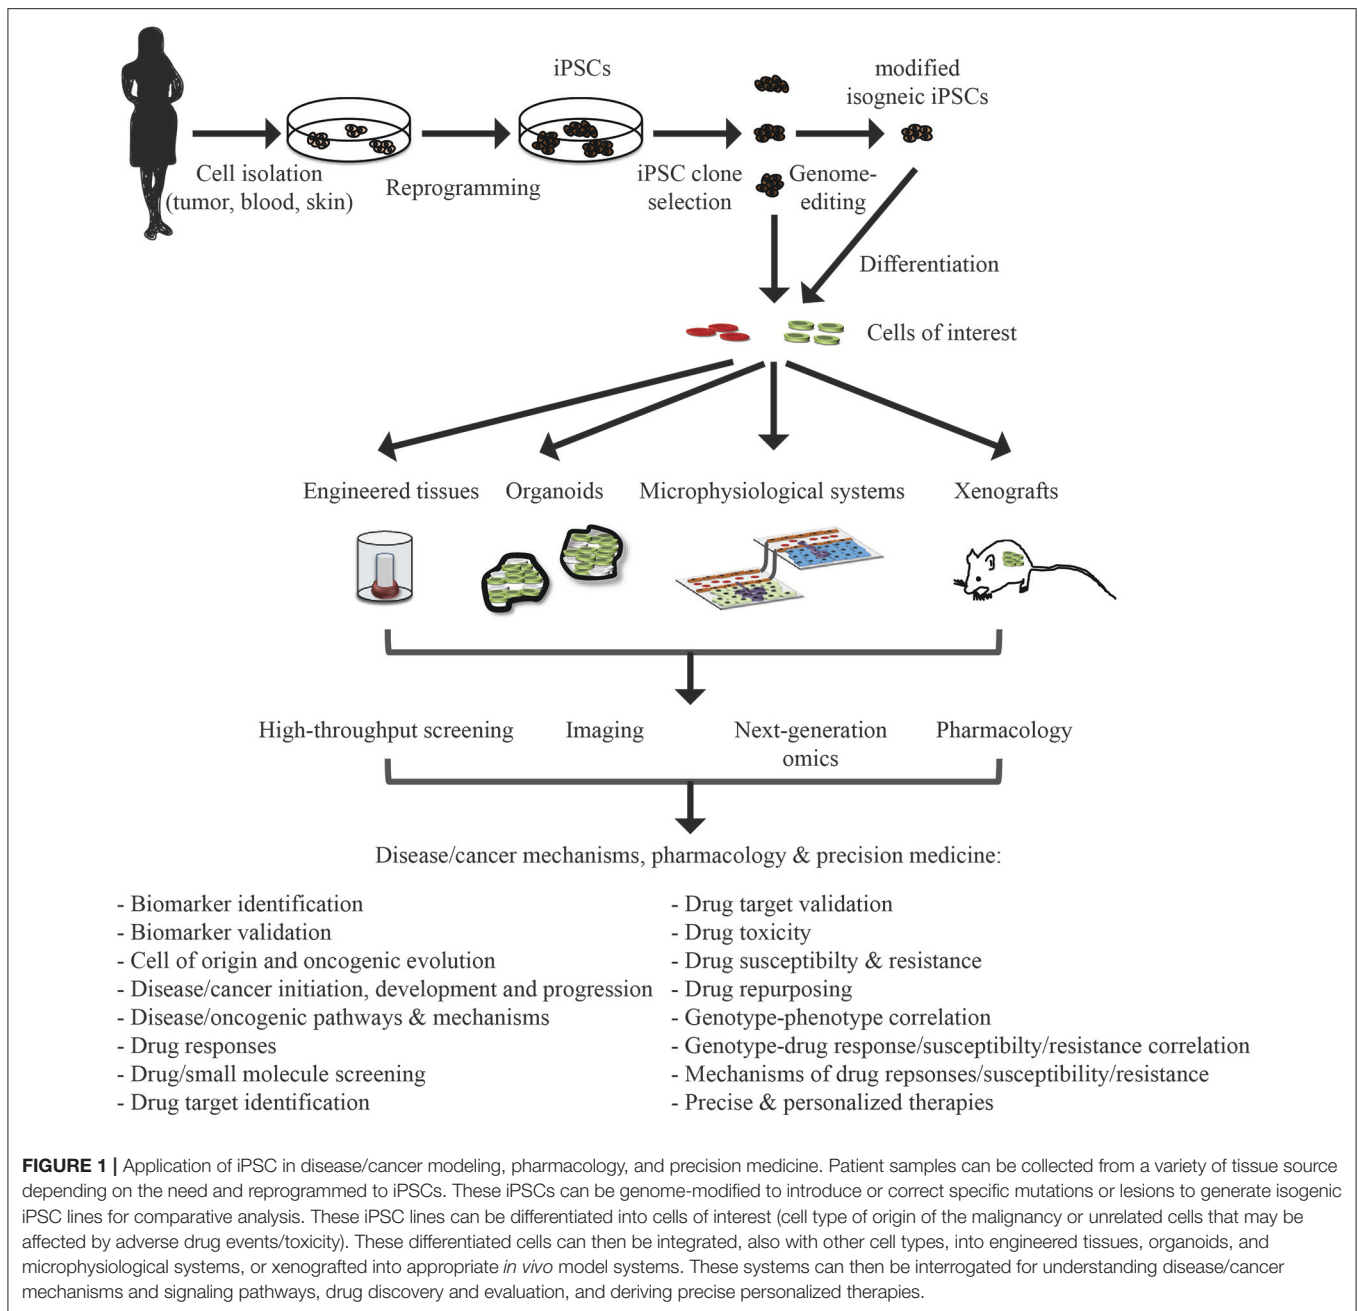 iPSCs
modified
isogneic iPSCs
Cell isolation
(tumor, blood, skin)
Reprogramming
iPSC clone
selection
Genome-
editing
Differentiation
Cells of interest
Engineered tissues
Organoids
Microphysiological systems
Xenografts
High-throughput screening
Imaging
Next-generation
omics
Pharmacology
Disease/cancer mechanisms, pharmacology & precision medicine:
- Biomarker identification
- Biomarker validation
- Cell of origin and oncogenic evolution
- Disease/cancer initiation, development and progression
- Disease/oncogenic pathways & mechanisms
- Drug responses
- Drug/small molecule screening
- Drug target identification
- Drug target validation
- Drug toxicity
- Drug susceptibilty & resistance
- Drug repurposing
- Genotype-phenotype correlation
- Genotype-drug response/susceptibilty/resistance correlation
- Mechanisms of drug repsonses/susceptibility/resistance
- Precise & personalized therapies
FIGURE 1 | Application of iPSC in disease/cancer modeling, pharmacology, and precision medicine. Patient samples can be collected from a variety of tissue source
depending on the need and reprogrammed to iPSCs. These iPSCs can be genome-modified to introduce or correct specific mutations or lesions to generate isogenic
iPSC lines for comparative analysis. These iPSC lines can be differentiated into cells of interest (cell type of origin of the malignancy or unrelated cells that may be
affected by adverse drug events/toxicity). These differentiated cells can then be integrated, also with other cell types, into engineered tissues, organoids, and
microphysiological systems, or xenografted into appropriate in vivo model systems. These systems can then be interrogated for understanding disease/cancer
mechanisms and signaling pathways, drug discovery and evaluation, and deriving precise personalized therapies.